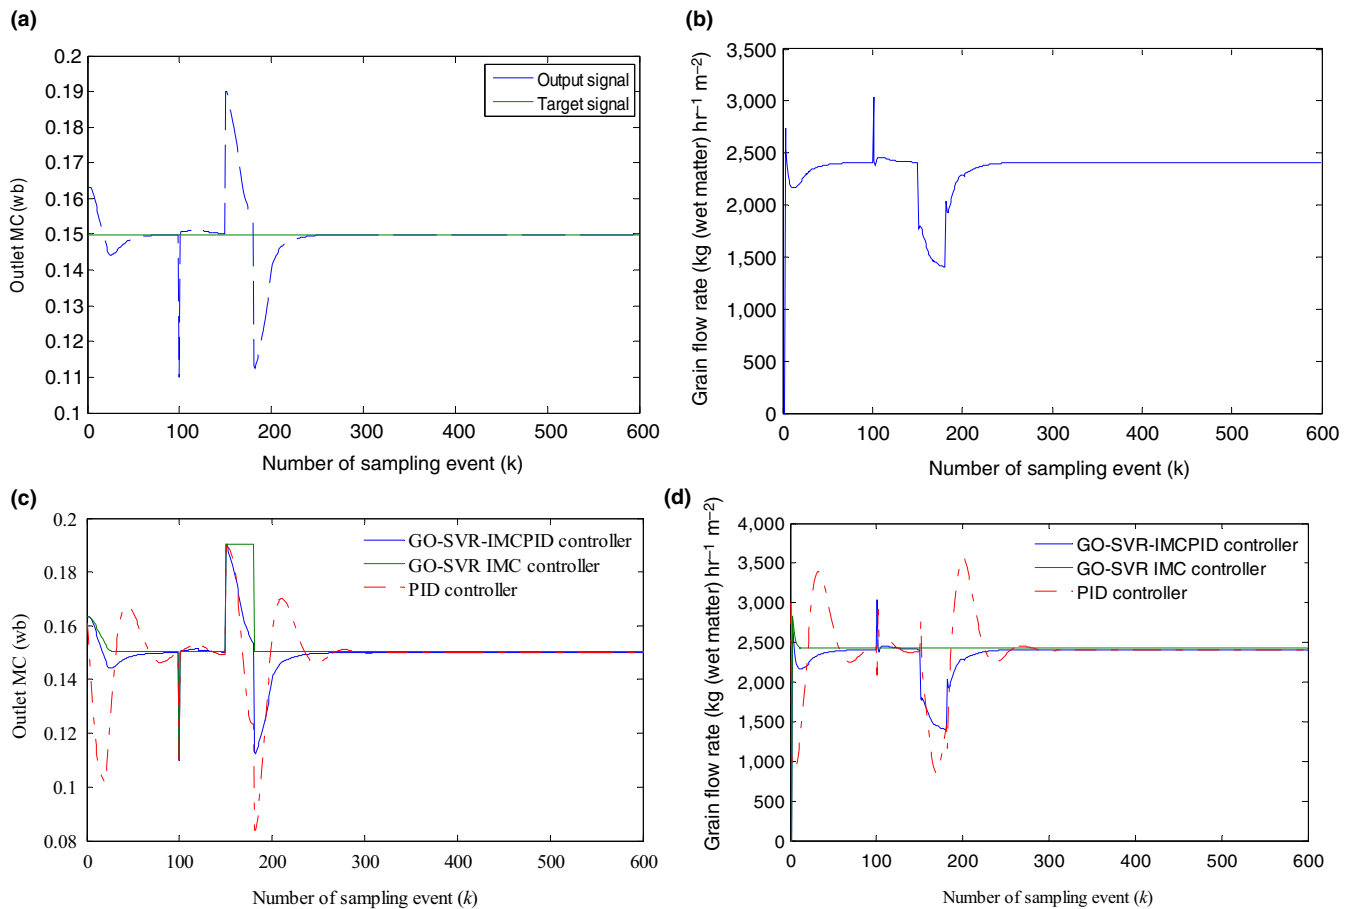 (a)
0.2
0.19
0.18
0.17
0.16
0.15
0.14
0.13
0.12
0.11
0.1
0 100 200 300 400 500 600
Outlet MC (wb)
Number of sampling event (k)
Output signal
Target signal
(b)
3,500
3,000
2,500
2,000
1,500
1,000
500
0
0 100 200 300 400 500 600
Grain flow rate (kg (wet matter) hr–1 m–2)
Number of sampling event (k)
(c)
0.2
0.18
0.16
0.14
0.12
0.1
0.08
0 100 200 300 400 500 600
Outlet MC (wb)
Number of sampling event (k)
GO-SVR-IMCPID controller
GO-SVR IMC controller
PID controller
(d)
4,000
3,500
3,000
2,500
2,000
1,500
1,000
500
0
0 100 200 300 400 500 600
Grain flow rate (kg (wet matter) hr–1 m–2)
Number of sampling event (k)
GO-SVR-IMCPID controller
GO-SVR IMC controller
PID controller